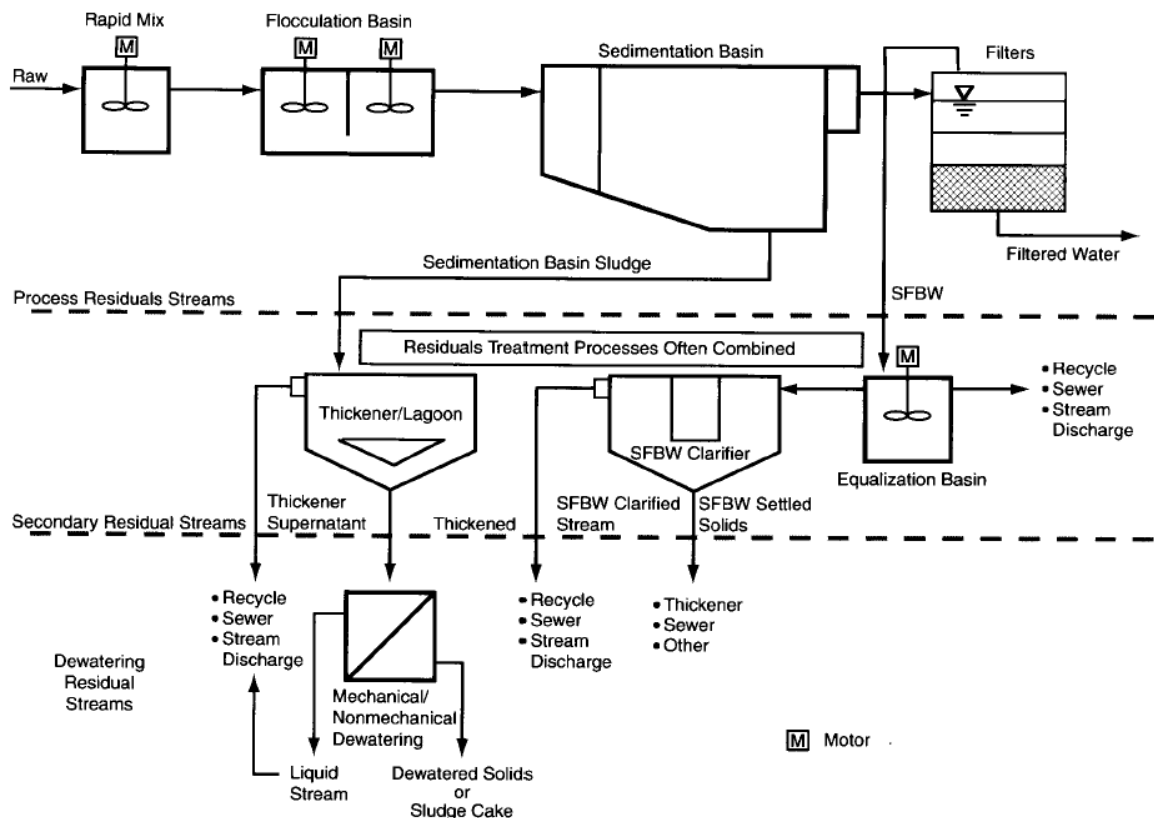 Rapid Mix
Flocculation Basin
Sedimentation Basin
Filters
M
M
M
Raw
Filtered Water
Sedimentation Basin Sludge
SFBW
Process Residuals Streams
Residuals Treatment Processes Often Combined
M
• Recycle
• Sewer
• Stream
Discharge
Thickener/Lagoon
SFBW Clarifier
Equalization Basin
Thickener
Supernatant
SFBW Clarified
Stream
SFBW Settled
Solids
Secondary Residual Streams
Thickened
• Recycle
• Sewer
• Stream
Discharge
• Recycle
• Sewer
• Stream
Discharge
• Thickener
• Sewer
• Other
Dewatering
Residual
Streams
Mechanical/
Nonmechanical
Dewatering
M Motor
Liquid
Stream
Dewatered Solids
or
Sludge Cake